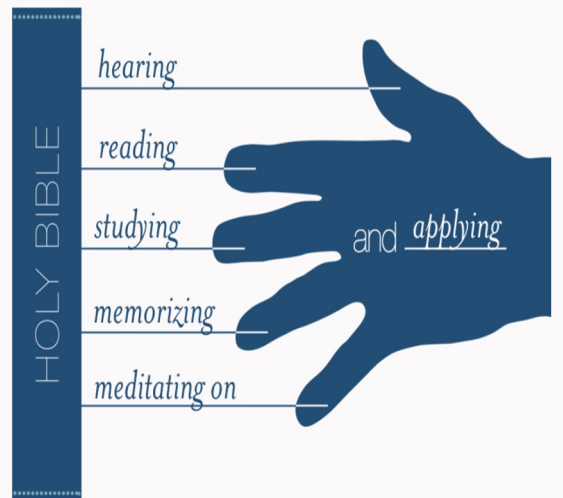 HOLY BIBLE
hearing
reading
studying
and applying
memorizing
meditating on